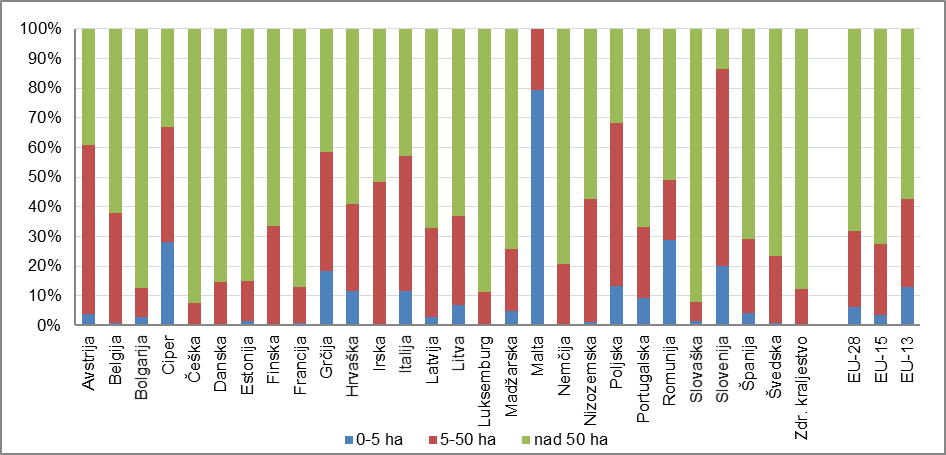 100%
90%
80%
70%
60%
50%
40%
30%
20%
10%
0%
Avstrija
Belgija
Bolgarija
Ciper
Češka
Danska
Estonija
Finska
Francija
Grčija
Hrvaška
Irska
Italija
Latvija
Litva
Luksemburg
Madžarska
Malta
Nemčija
Nizozemska
Poljska
Portugalska
Romunija
Slovaška
Slovenija
Španija
Švedska
Zdr. kraljestvo
EU-28
EU-15
EU-13
0-5 ha 5-50 ha nad 50 ha